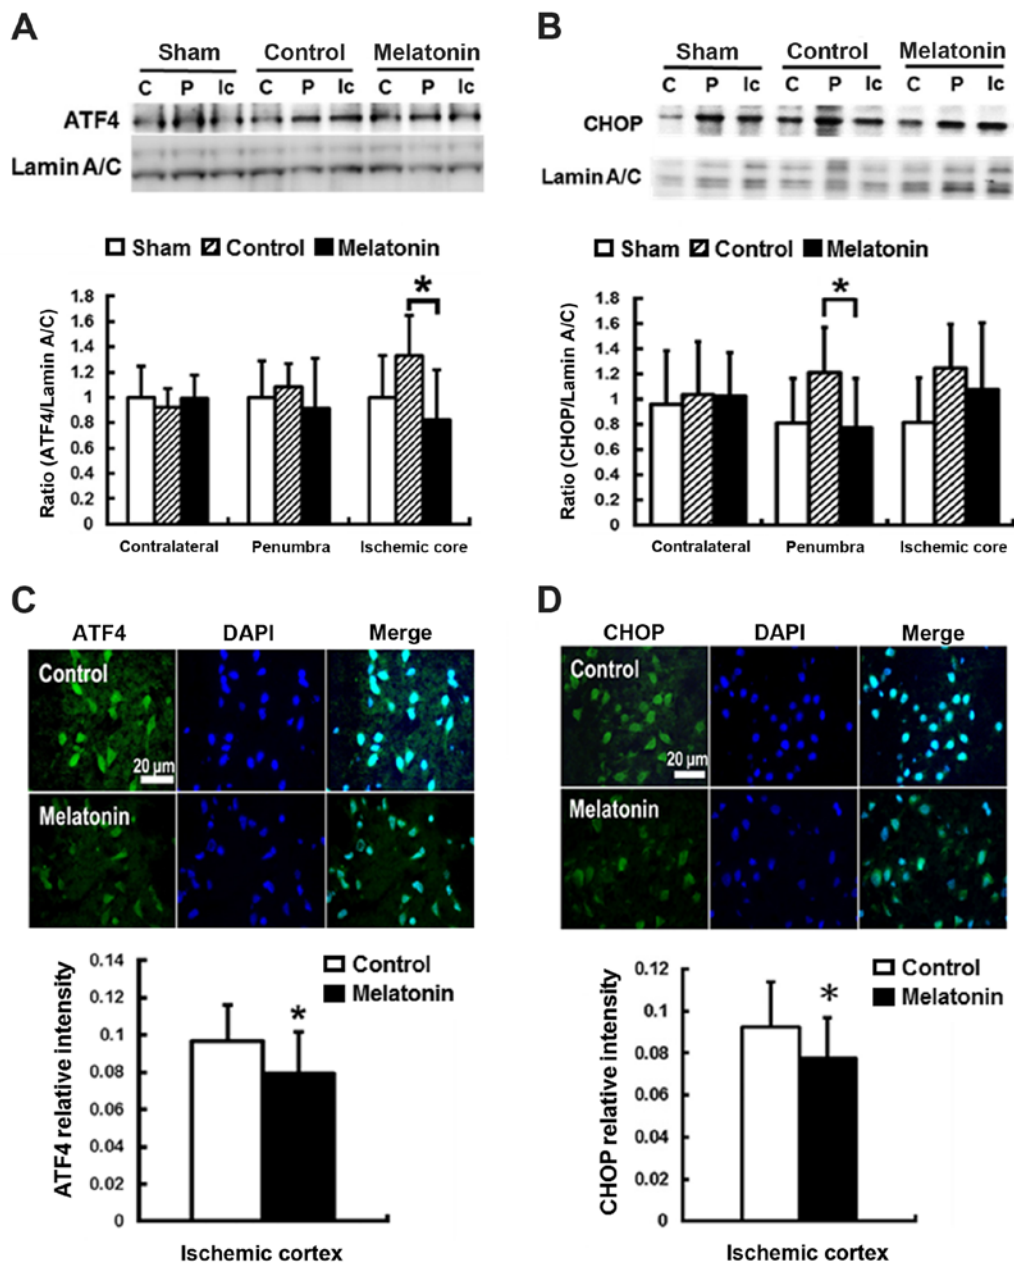 A
Sham Control Melatonin
C P Ic C P Ic C P Ic
ATF4
Lamin A/C
Sham Control Melatonin
Ratio (ATF4/Lamin A/C)
1.8
1.6
1.4
1.2
1
0.8
0.6
0.4
0.2
0
*
Contralateral Penumbra Ischemic core
B
Sham Control Melatonin
C P Ic C P Ic C P Ic
CHOP
Lamin A/C
Sham Control Melatonin
Ratio (CHOP/Lamin A/C)
1.8
1.6
1.4
1.2
1
0.8
0.6
0.4
0.2
0
*
Contralateral Penumbra Ischemic core
C
ATF4 DAPI Merge
Control
20 µm
Melatonin
ATF4 relative intensity
0.14
0.12
0.1
0.08
0.06
0.04
0.02
0
Control
Melatonin
*
Ischemic cortex
D
CHOP DAPI Merge
Control
20 µm
Melatonin
CHOP relative intensity
0.12
0.1
0.08
0.06
0.04
0.02
0
Control
Melatonin
*
Ischemic cortex